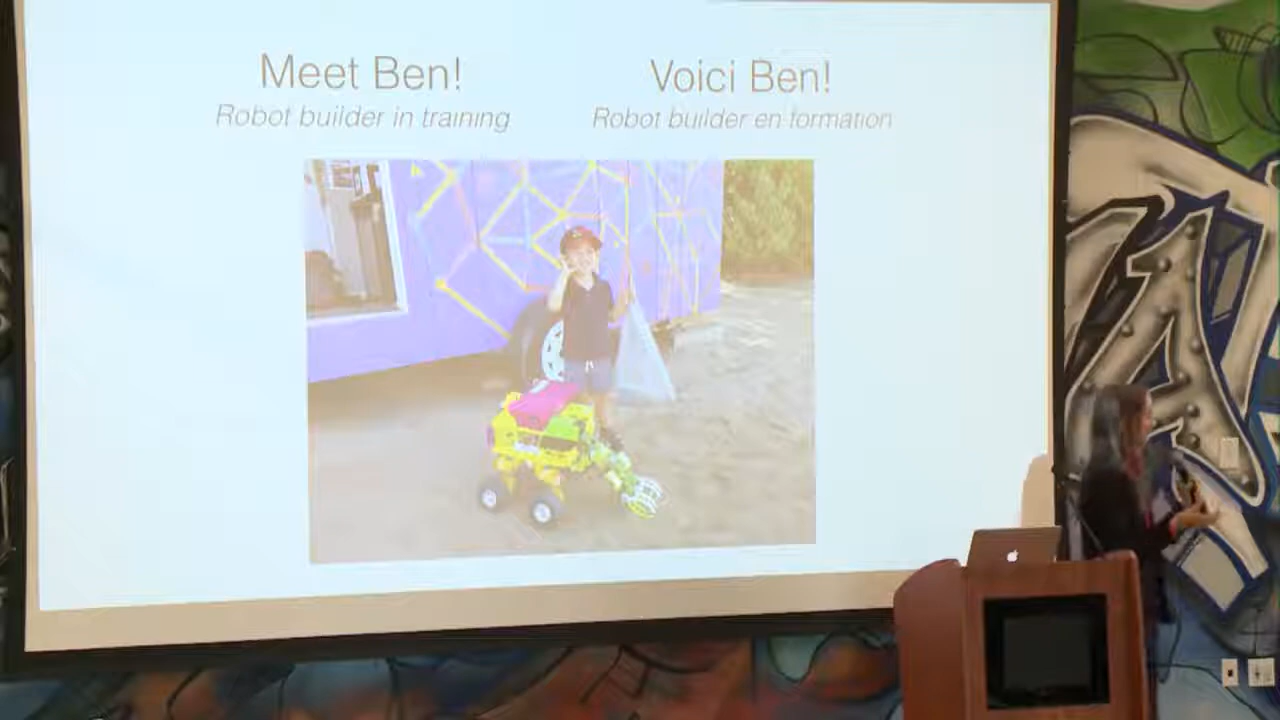 Meet Ben!
Robot builder in training
Voici Ben!
Robot builder en formation